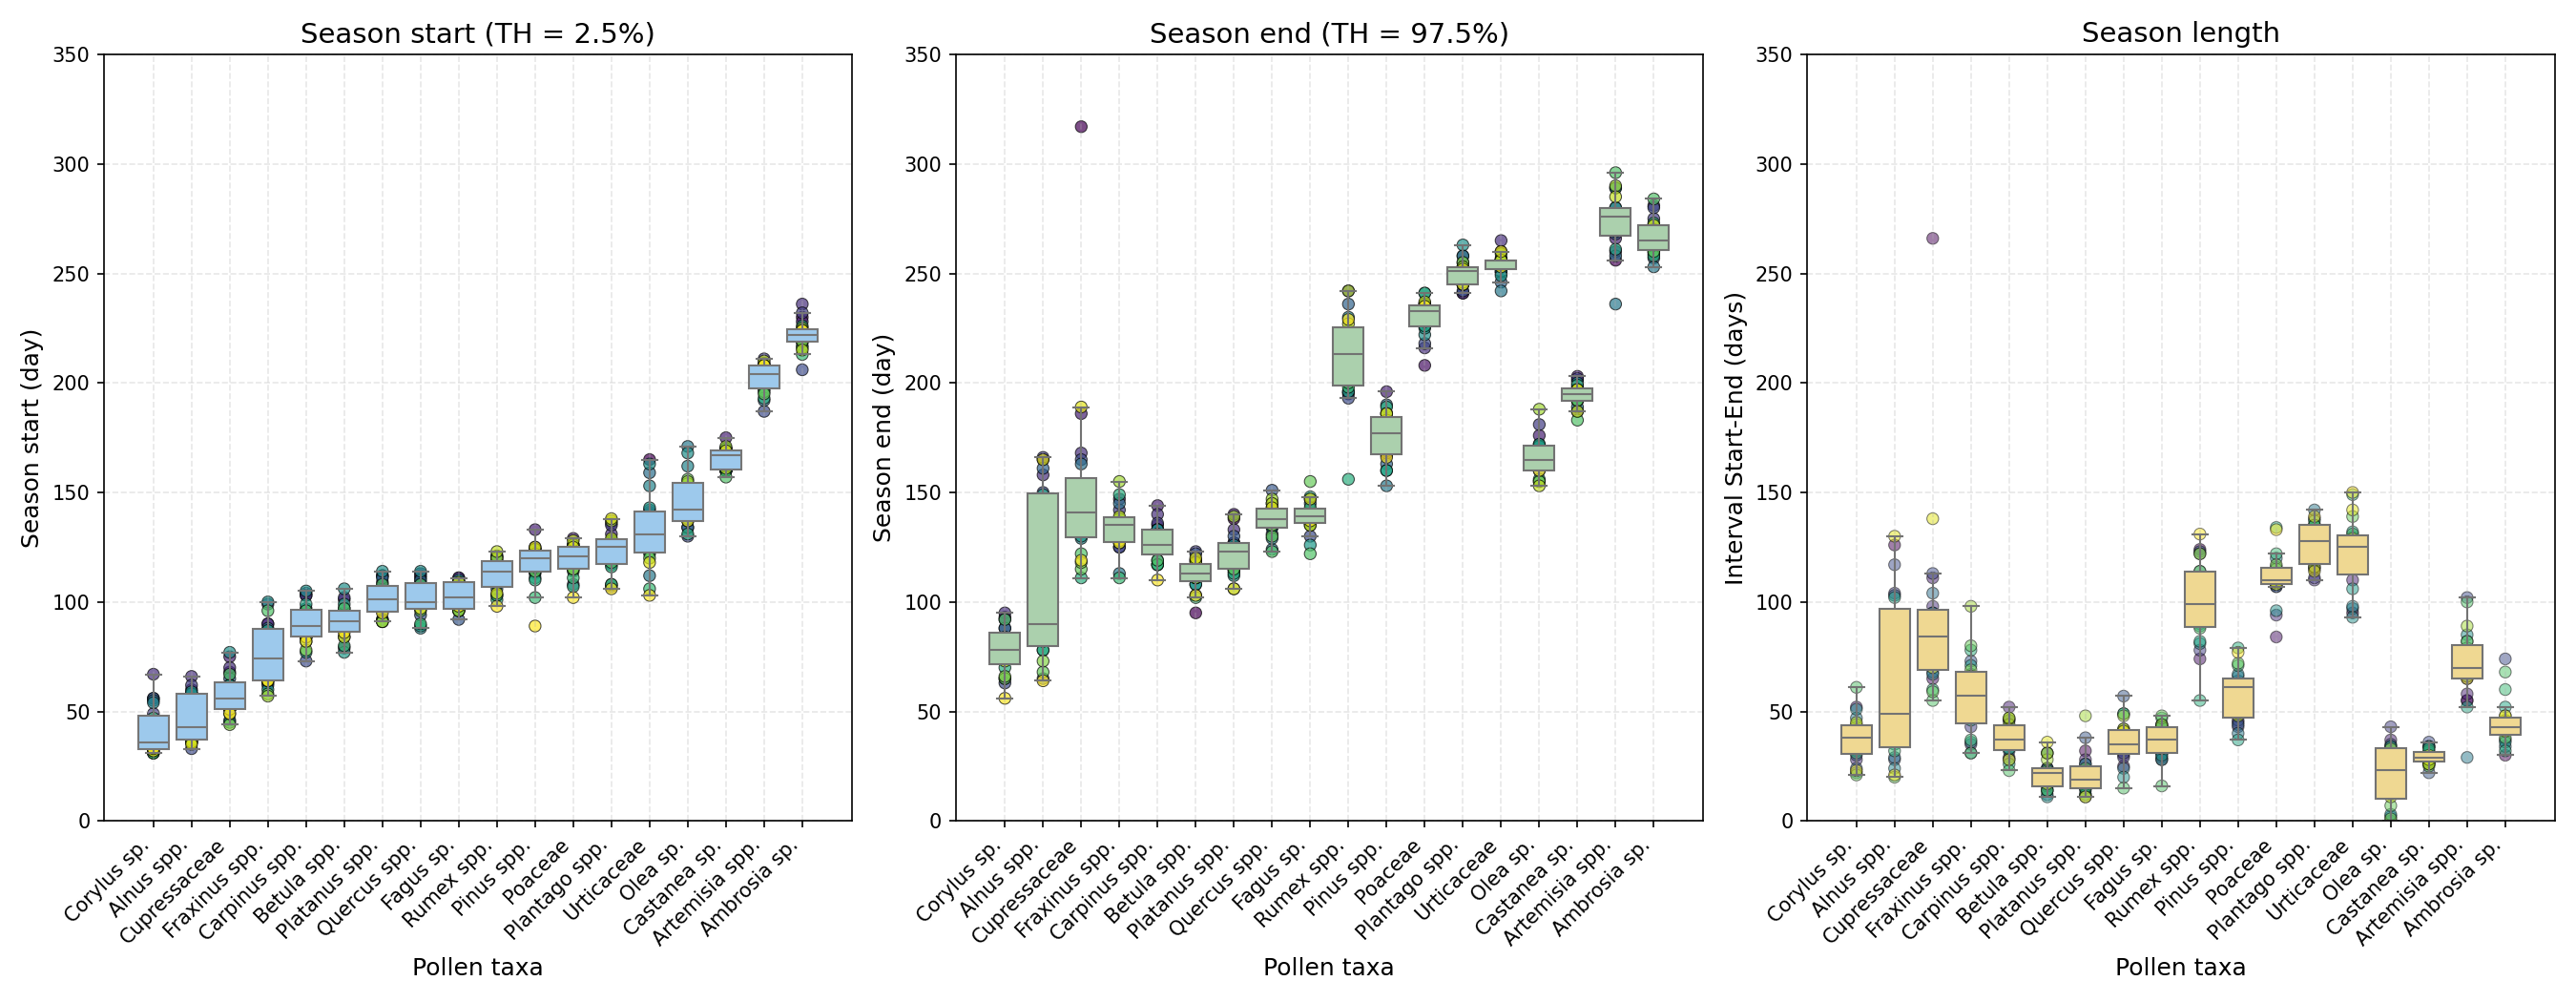 Season start (TH = 2.5%)
Season start (day)
350
300
250
200
150
100
50
0
Corylus sp.
Alnus spp.
Cupressaceae
Fraxinus spp.
Carpinus spp.
Betula spp.
Platanus spp.
Quercus spp.
Fagus sp.
Rumex spp.
Pinus spp.
Poaceae
Plantago spp.
Urticaceae
Olea sp.
Castanea sp.
Artemisia spp.
Ambrosia sp.
Pollen taxa
Season end (TH = 97.5%)
Season end (day)
350
300
250
200
150
100
50
0
Corylus sp.
Alnus spp.
Cupressaceae
Fraxinus spp.
Carpinus spp.
Betula spp.
Platanus spp.
Quercus spp.
Fagus sp.
Rumex spp.
Pinus spp.
Poaceae
Plantago spp.
Urticaceae
Olea sp.
Castanea sp.
Artemisia spp.
Ambrosia sp.
Pollen taxa
Season length
Interval Start-End (days)
350
300
250
200
150
100
50
0
Corylus sp.
Alnus spp.
Cupressaceae
Fraxinus spp.
Carpinus spp.
Betula spp.
Platanus spp.
Quercus spp.
Fagus sp.
Rumex spp.
Pinus spp.
Poaceae
Plantago spp.
Urticaceae
Olea sp.
Castanea sp.
Artemisia spp.
Ambrosia sp.
Pollen taxa